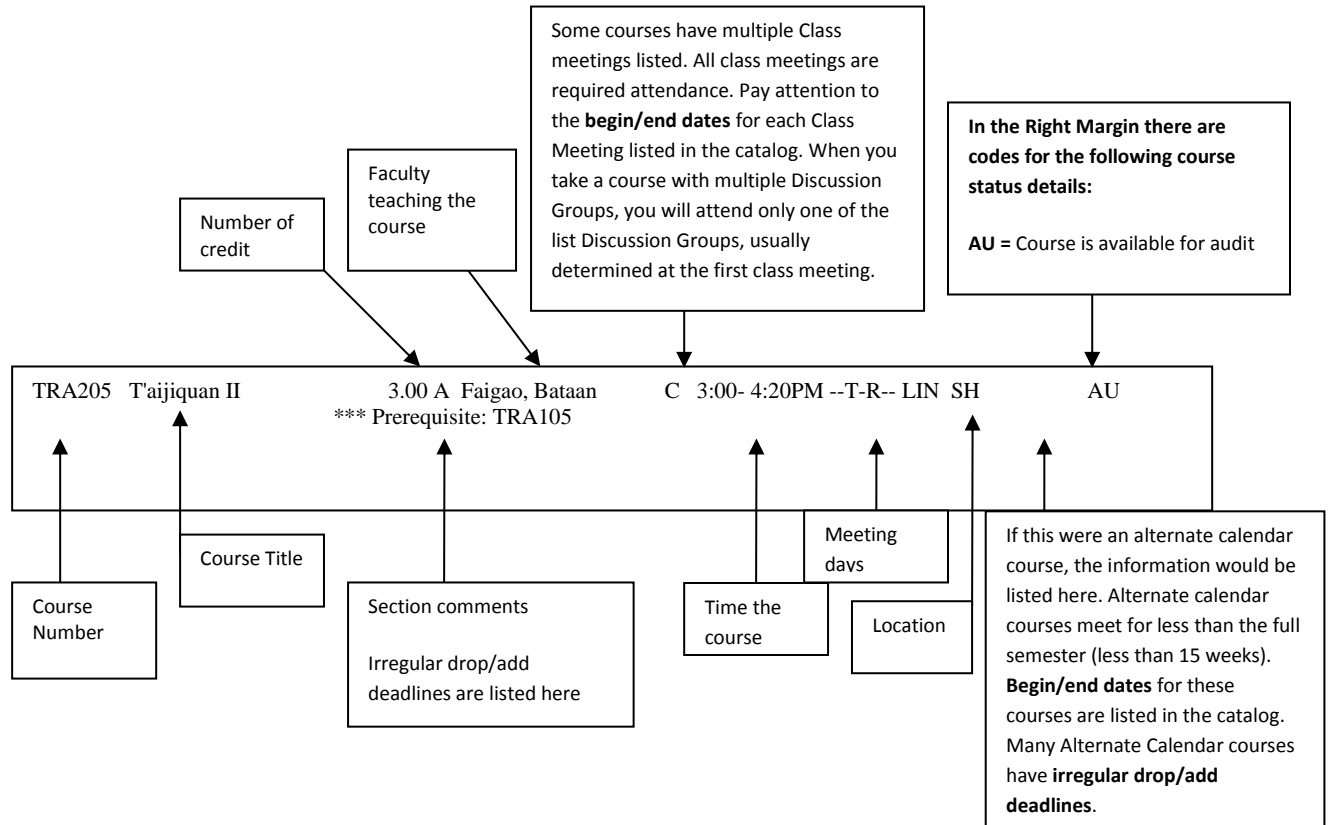 Some courses have multiple Class
meetings listed. All class meetings are
required attendance. Pay attention to
the begin/end dates for each Class
Meeting listed in the catalog. When you
take a course with multiple Discussion
Groups, you will attend only one of the
list Discussion Groups, usually
determined at the first class meeting.
In the Right Margin there are
codes for the following course
status details:
AU = Course is available for audit
Faculty
teaching the
course
Number of
credit
TRA205 T'aijiquan II 3.00 A Faigao, Bataan C 3:00- 4:20PM --T-R-- LIN SH AU
*** Prerequisite: TRA105
Course
Number
Course Title
Section comments
Irregular drop/add
deadlines are listed here
Time the
course
Meeting
days
Location
If this were an alternate calendar
course, the information would be
listed here. Alternate calendar
courses meet for less than the full
semester (less than 15 weeks).
Begin/end dates for these
courses are listed in the catalog.
Many Alternate Calendar courses
have irregular drop/add
deadlines.